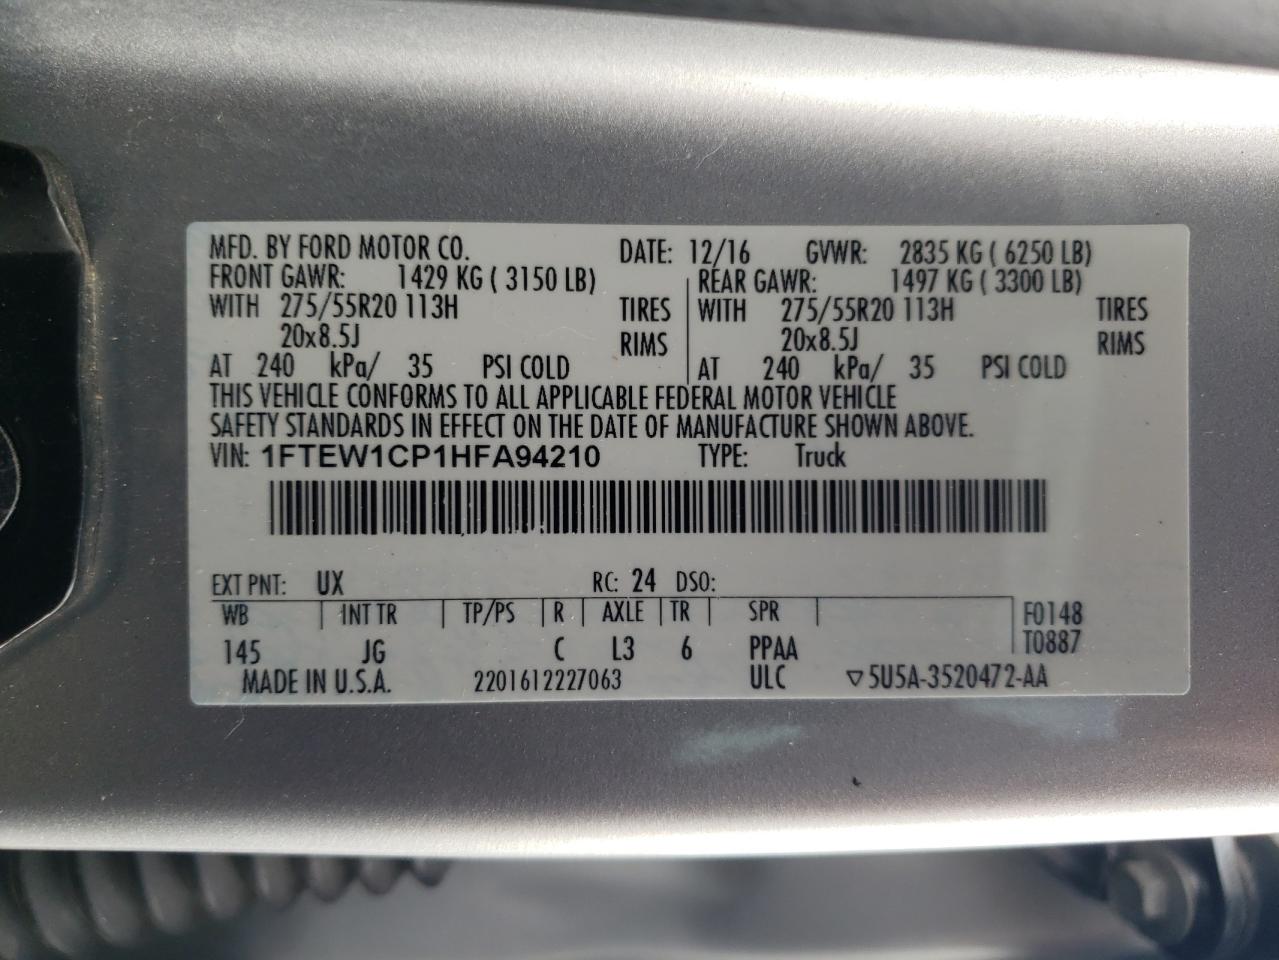 MFD. BY FORD MOTOR CO. DATE: 12/16 GVWR: 2835 KG ( 6250 LB)
FRONT GAWR: 1429 KG ( 3150 LB) REAR GAWR: 1497 KG ( 3300 LB)
WITH 275/55R20 113H TIRES WITH 275/55R20 113H TIRES
20x8.5J RIMS 20x8.5J RIMS
AT 240 kPa/ 35 PSI COLD AT 240 kPa/ 35 PSI COLD
THIS VEHICLE CONFORMS TO ALL APPLICABLE FEDERAL MOTOR VEHICLE
SAFETY STANDARDS IN EFFECT ON THE DATE OF MANUFACTURE SHOWN ABOVE.
VIN: 1FTEW1CP1HFA94210 TYPE: Truck
EXT PNT: UX RC: 24 DSO:
WB INT TR TP/PS R AXLE TR SPR F0148
145 JG C L3 6 PPAA T0887
MADE IN U.S.A. 2201612227063 ULC ▽5U5A-3520472-AA